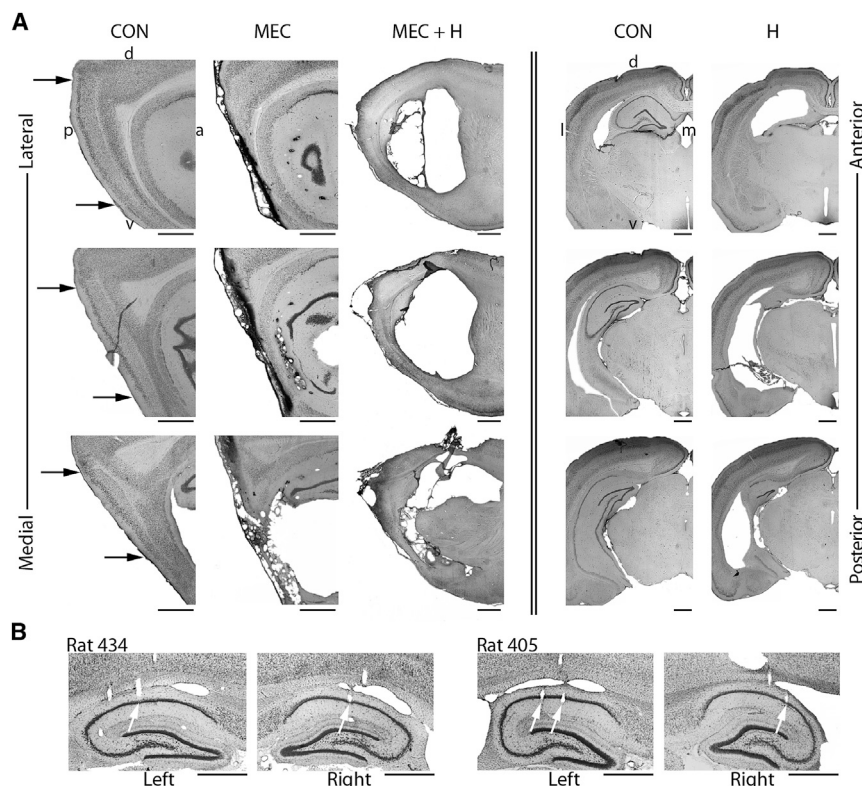 A
CON
MEC
MEC + H
CON
H
d
d
p
a
l
m
v
v
Lateral
Medial
Anterior
Posterior
B
Rat 434
Rat 405
Left
Right
Left
Right